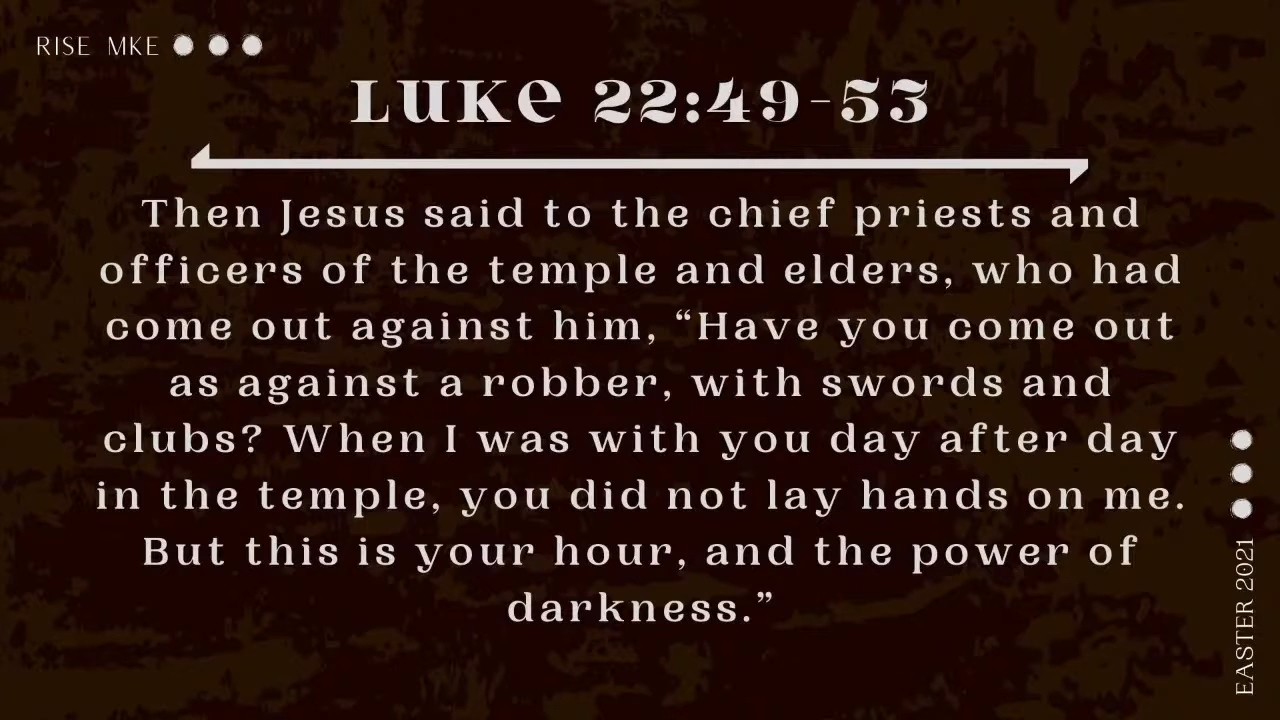 RISE MKE
Luke 22:49-53
Then Jesus said to the chief priests and
officers of the temple and elders, who had
come out against him, “Have you come out
as against a robber, with swords and
clubs? When I was with you day after day
in the temple, you did not lay hands on me.
But this is your hour, and the power of
darkness.”
EASTER 2021